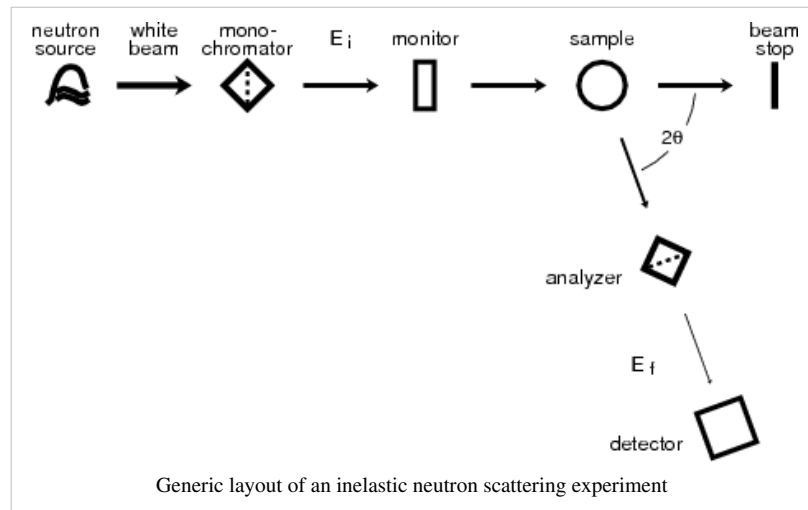 neutron
source
white
beam
mono-
chromator
E i
monitor
sample
beam
stop
2θ
analyzer
E f
detector
Generic layout of an inelastic neutron scattering experiment